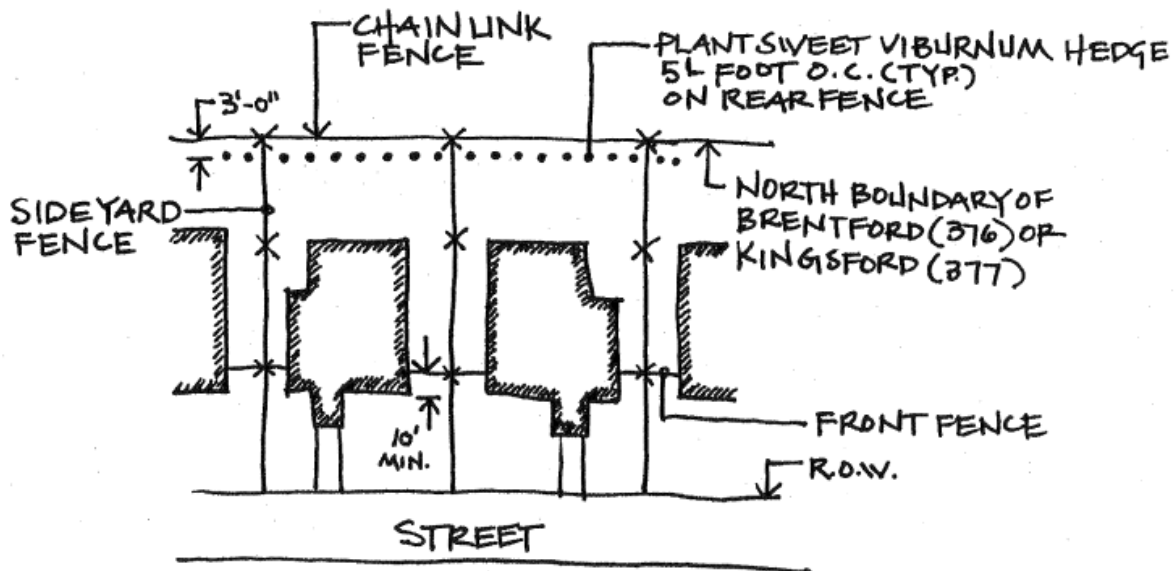 CHAIN LINK
FENCE
PLANT SWEET VIBURNUM HEDGE
5' FOOT O.C. (TYP.)
ON REAR FENCE
3'-0"
SIDEYARD
FENCE
NORTH BOUNDARY OF
BRENTFORD (376) OR
KINGSFORD (377)
10'
MIN.
FRONT FENCE
R.O.W.
STREET